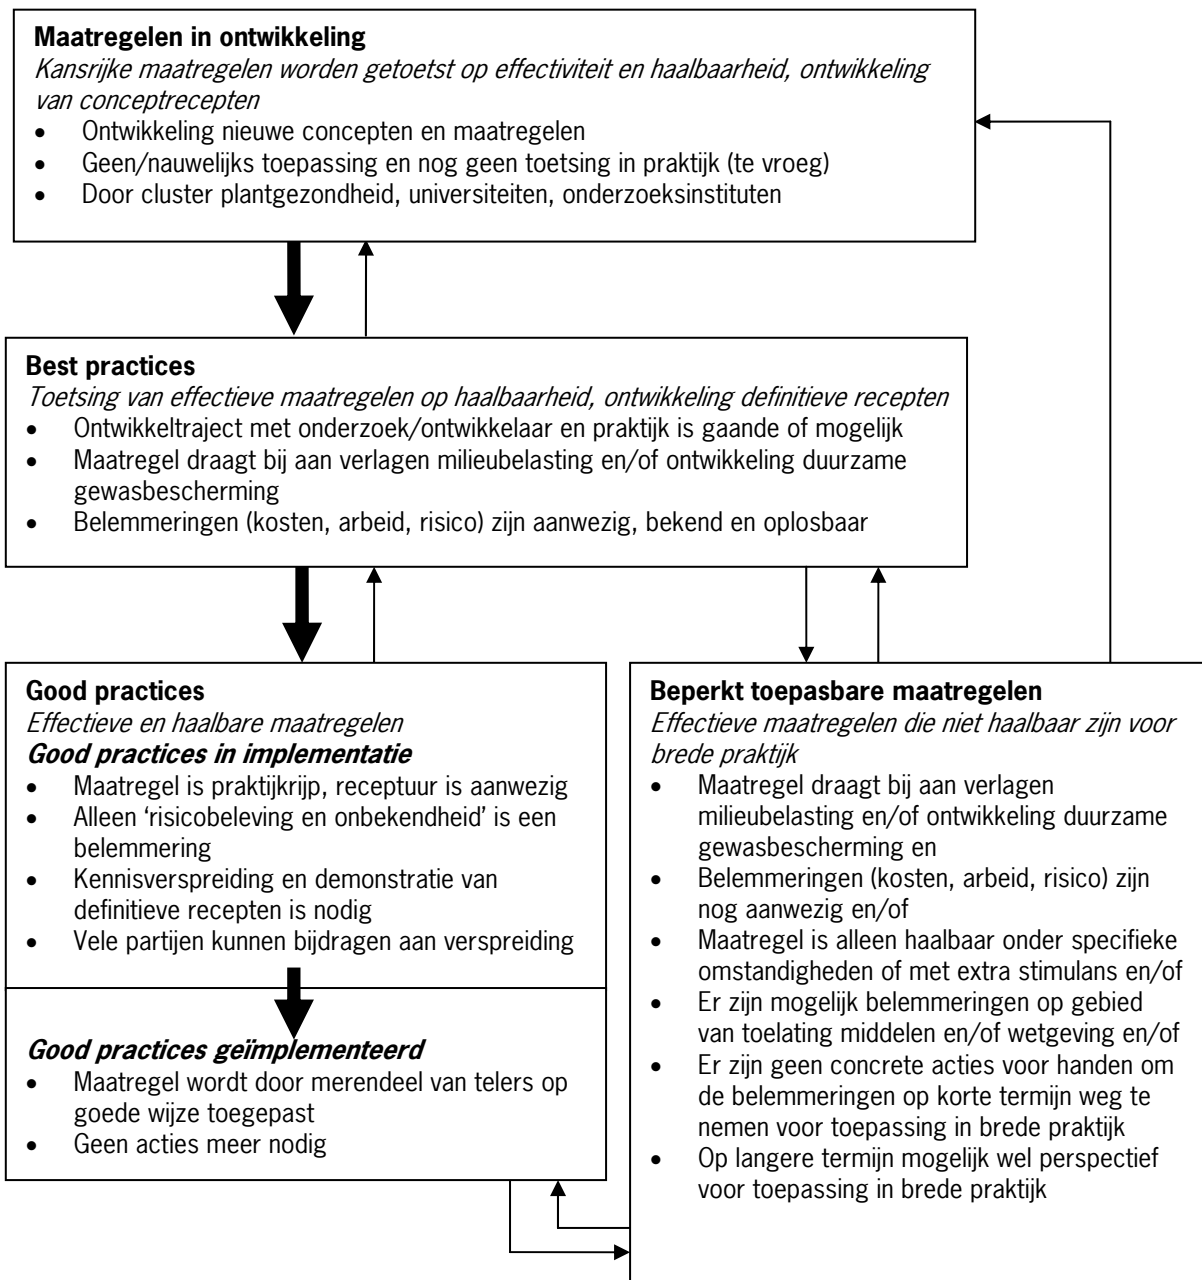 Maatregelen in ontwikkeling
Kansrijke maatregelen worden getoetst op effectiviteit en haalbaarheid, ontwikkeling
van conceptrecepten
• Ontwikkeling nieuwe concepten en maatregelen
• Geen/nauwelijks toepassing en nog geen toetsing in praktijk (te vroeg)
• Door cluster plantgezondheid, universiteiten, onderzoeksinstituten
Best practices
Toetsing van effectieve maatregelen op haalbaarheid, ontwikkeling definitieve recepten
• Ontwikkeltraject met onderzoek/ontwikkelaar en praktijk is gaande of mogelijk
• Maatregel draagt bij aan verlagen milieubelasting en/of ontwikkeling duurzame
gewasbescherming
• Belemmeringen (kosten, arbeid, risico) zijn aanwezig, bekend en oplosbaar
Good practices
Effectieve en haalbare maatregelen
Good practices in implementatie
• Maatregel is praktijkrijp, receptuur is aanwezig
• Alleen ‘risicobeleving en onbekendheid’ is een
belemmering
• Kennisverspreiding en demonstratie van
definitieve recepten is nodig
• Vele partijen kunnen bijdragen aan verspreiding
Good practices geïmplementeerd
• Maatregel wordt door merendeel van telers op
goede wijze toegepast
• Geen acties meer nodig
Beperkt toepasbare maatregelen
Effectieve maatregelen die niet haalbaar zijn voor
brede praktijk
• Maatregel draagt bij aan verlagen
milieubelasting en/of ontwikkeling duurzame
gewasbescherming en
• Belemmeringen (kosten, arbeid, risico) zijn
nog aanwezig en/of
• Maatregel is alleen haalbaar onder specifieke
omstandigheden of met extra stimulans en/of
• Er zijn mogelijk belemmeringen op gebied
van toelating middelen en/of wetgeving en/of
• Er zijn geen concrete acties voor handen om
de belemmeringen op korte termijn weg te
nemen voor toepassing in brede praktijk
• Op langere termijn mogelijk wel perspectief
voor toepassing in brede praktijk